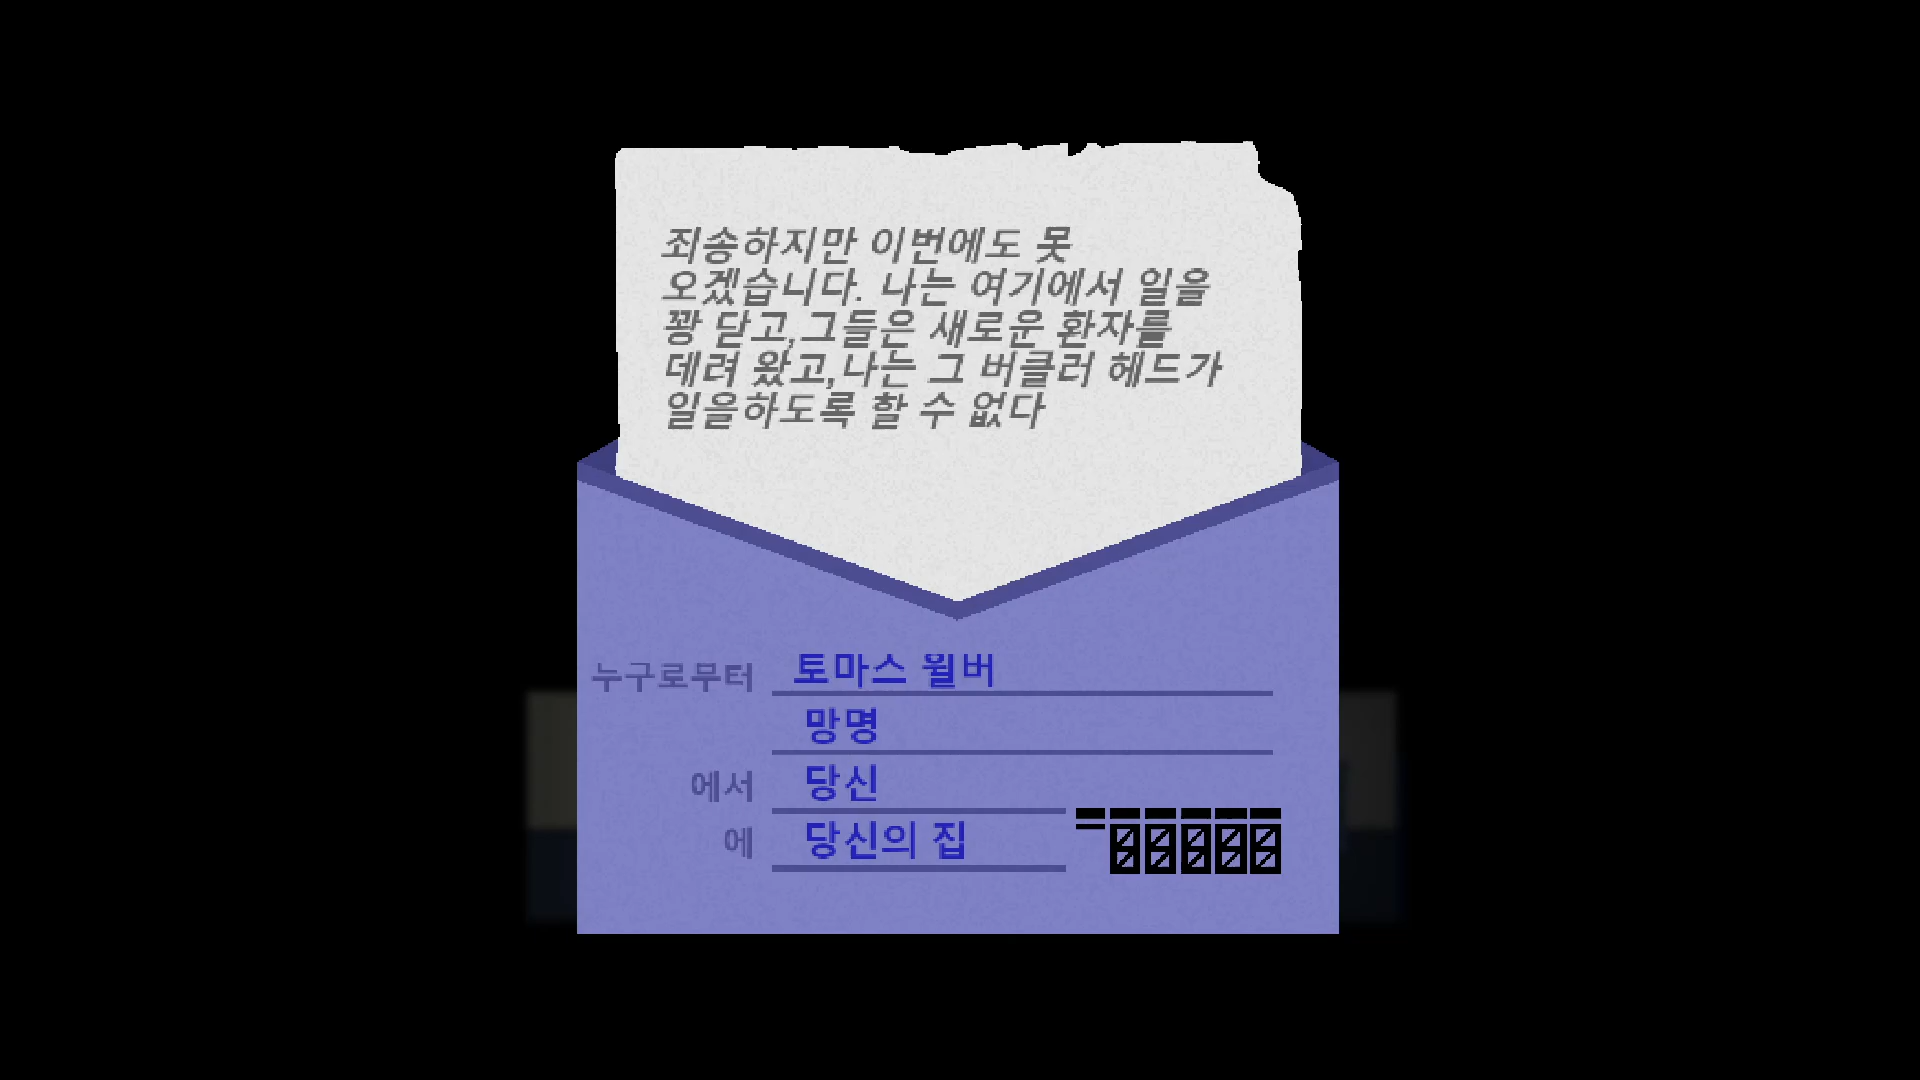 죄송하지만 이번에도 못
오겠습니다. 나는 여기에서 일을
꽝 닫고,그들은 새로운 환자를
데려 왔고,나는 그 버클러 헤드가
일을하도록 할 수 없다
누구로부터 토마스 윌버
망명
에서 당신
에 당신의 집